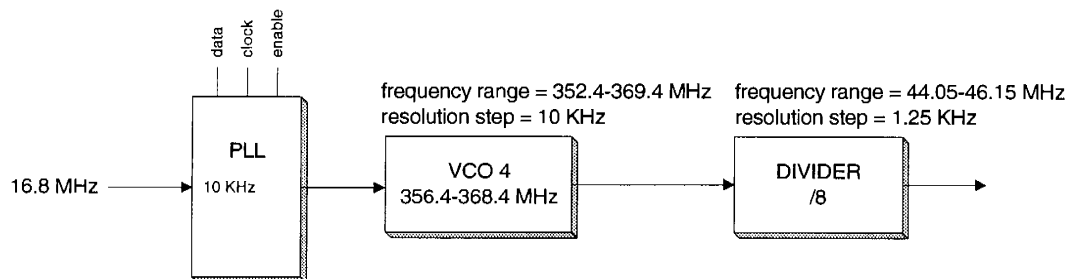 data
clock
enable
frequency range = 352.4-369.4 MHz
resolution step = 10 KHz
frequency range = 44.05-46.15 MHz
resolution step = 1.25 KHz
PLL
16.8 MHz
10 KHz
VCO 4
356.4-368.4 MHz
DIVIDER
/8